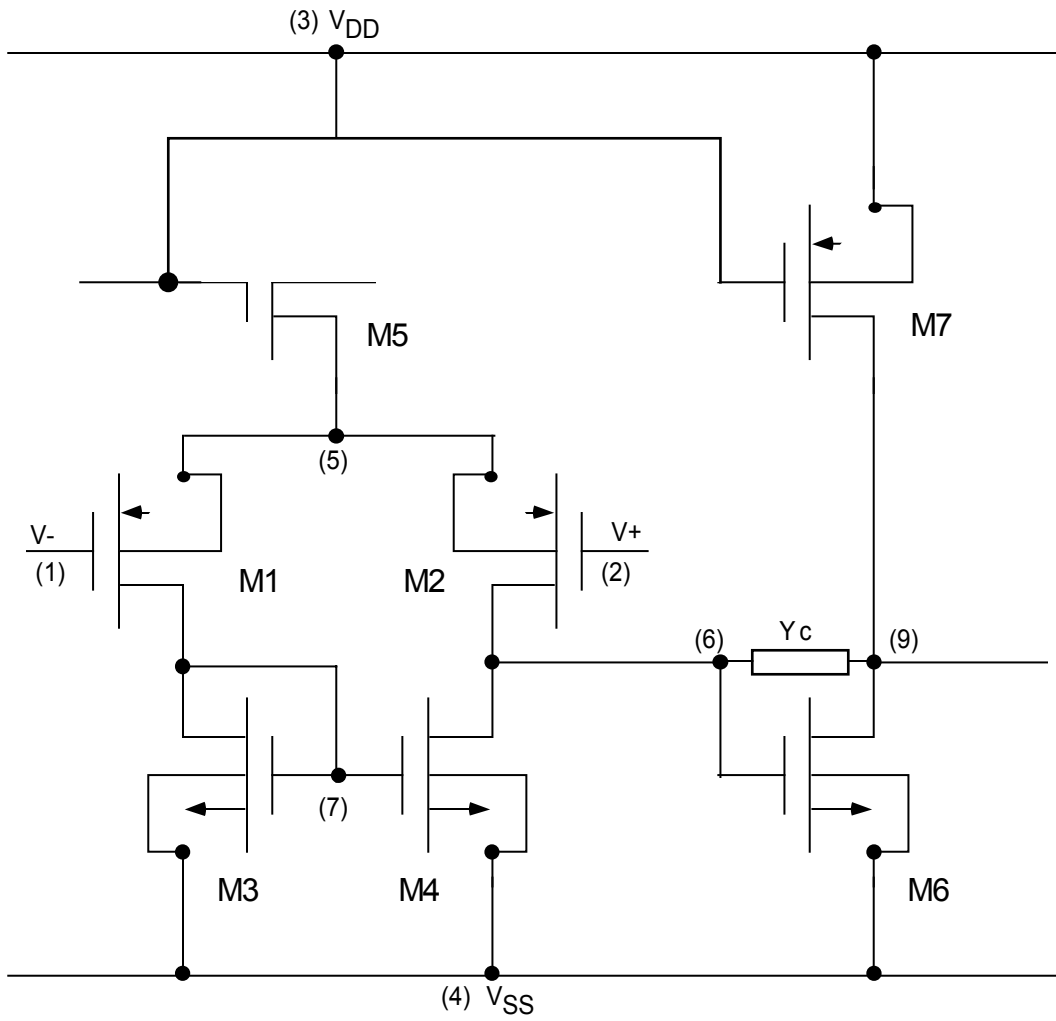 (3) VDD
M5
M7
(5)
V-
(1)
M1
M2
V+
(2)
(6)
Yc
(9)
(7)
M3
M4
M6
(4) VSS